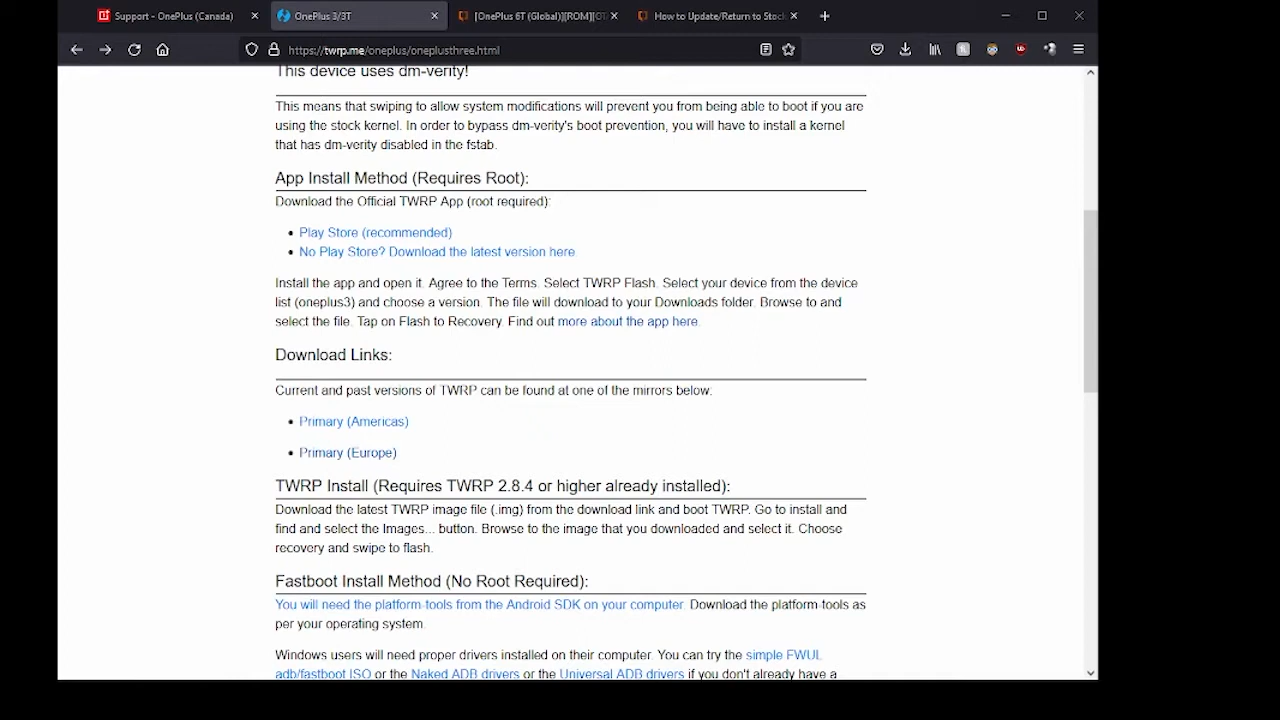 Support - OnePlus (Canada)
OnePlus 3/3T
[OnePlus 6T (Global)][ROM][OT
How to Update/Return to Stoc
https://twrp.me/oneplus/oneplusthree.html
This device uses dm-verity!
This means that swiping to allow system modifications will prevent you from being able to boot if you are
using the stock kernel. In order to bypass dm-verity's boot prevention, you will have to install a kernel
that has dm-verity disabled in the fstab.
App Install Method (Requires Root):
Download the Official TWRP App (root required):
Play Store (recommended)
No Play Store? Download the latest version here
Install the app and open it. Agree to the Terms. Select TWRP Flash. Select your device from the device
list (oneplus3) and choose a version. The file will download to your Downloads folder. Browse to and
select the file. Tap on Flash to Recovery. Find out more about the app here.
Download Links:
Current and past versions of TWRP can be found at one of the mirrors below:
Primary (Americas)
Primary (Europe)
TWRP Install (Requires TWRP 2.8.4 or higher already installed):
Download the latest TWRP image file (.img) from the download link and boot TWRP. Go to install and
find and select the Images... button. Browse to the image that you downloaded and select it. Choose
recovery and swipe to flash.
Fastboot Install Method (No Root Required):
You will need the platform-tools from the Android SDK on your computer. Download the platform-tools as
per your operating system.
Windows users will need proper drivers installed on their computer. You can try the simple FWUL
adb/fastboot ISO or the Naked ADB drivers or the Universal ADB drivers if you don't already have a